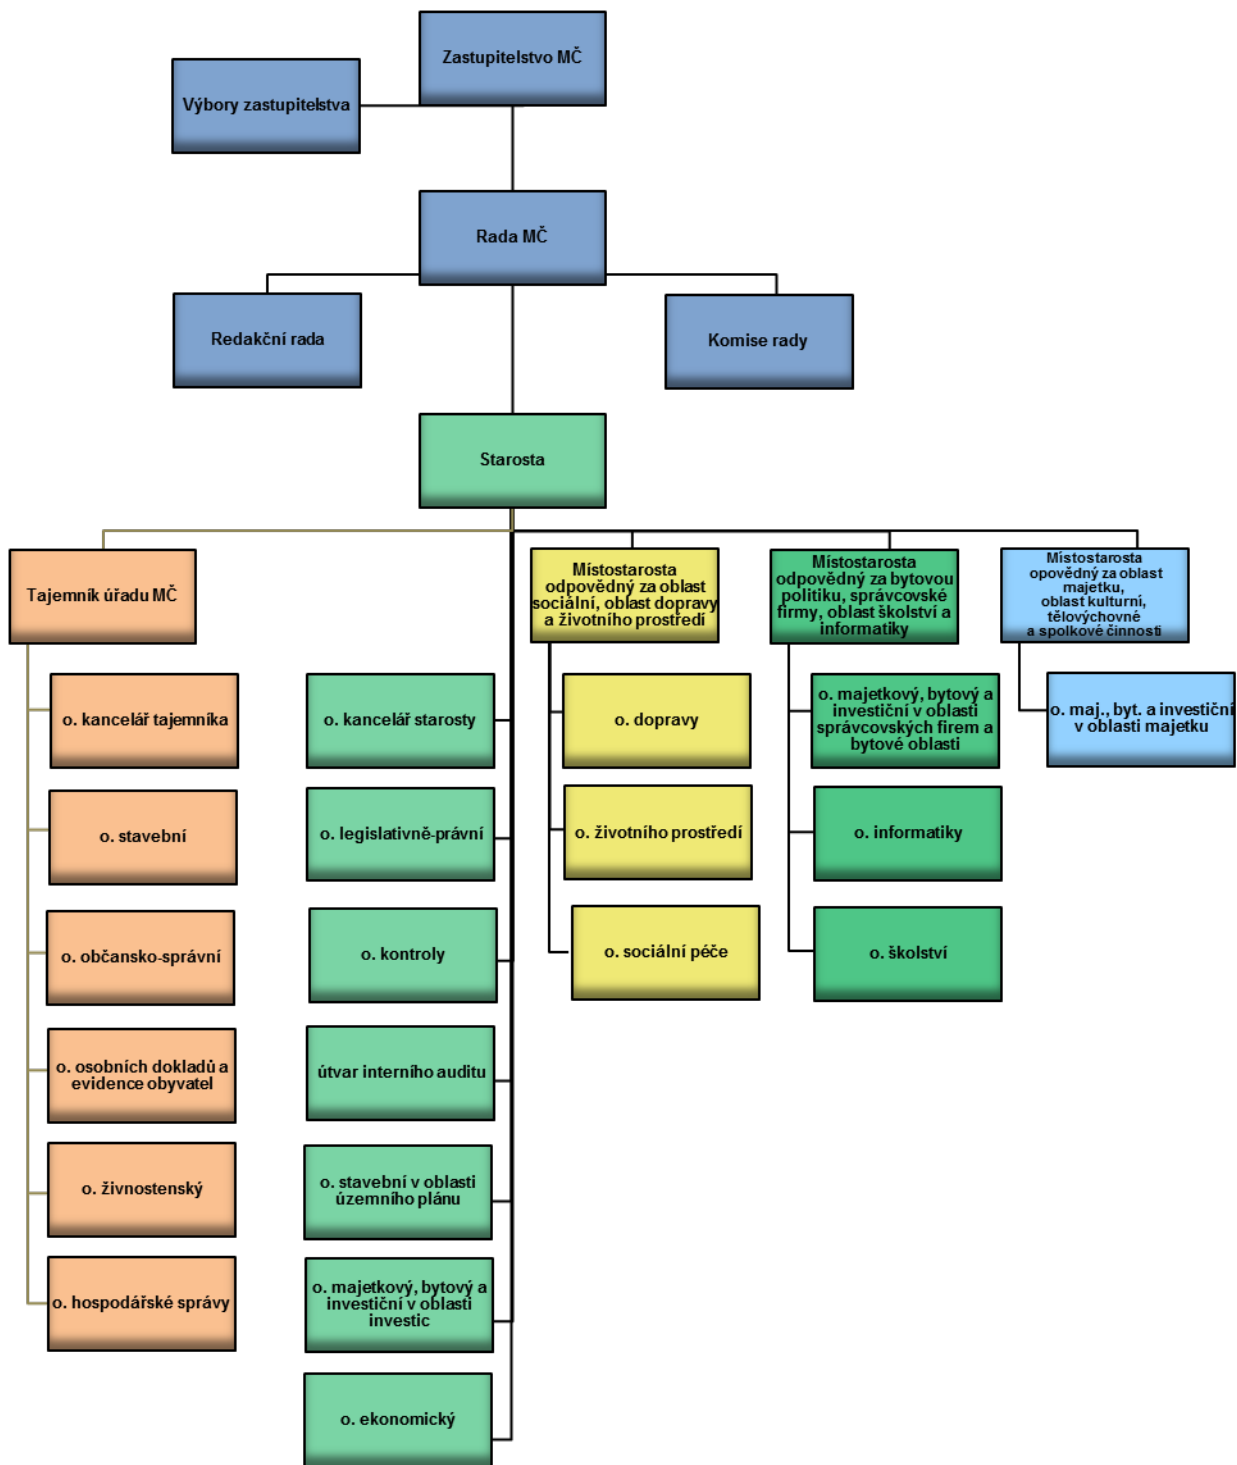 Zastupitelstvo MČ
Výbory zastupitelstva
Rada MČ
Redakční rada
Komise rady
Starosta
Tajemník úřadu MČ
o. kancelář tajemníka
o. stavební
o. občansko-správní
o. osobních dokladů a
evidence obyvatel
o. živnostenský
o. hospodářské správy
o. kancelář starosty
o. legislativně-právní
o. kontroly
útvar interního auditu
o. stavební v oblasti
územního plánu
o. majetkový, bytový a
investiční v oblasti
investic
o. ekonomický
Místostarosta
odpovědný za oblast
sociální, oblast dopravy
a životního prostředí
o. dopravy
o. životního prostředí
o. sociální péče
Místostarosta
odpovědný za bytovou
politiku, správcovské
firmy, oblast školství a
informatiky
o. majetkový, bytový a
investiční v oblasti
správcovských firem a
bytové oblasti
o. informatiky
o. školství
Místostarosta
opovědný za oblast
majetku,
oblast kulturní,
tělovýchovné
a spolkové činnosti
o. maj., byt. a investiční
v oblasti majetku